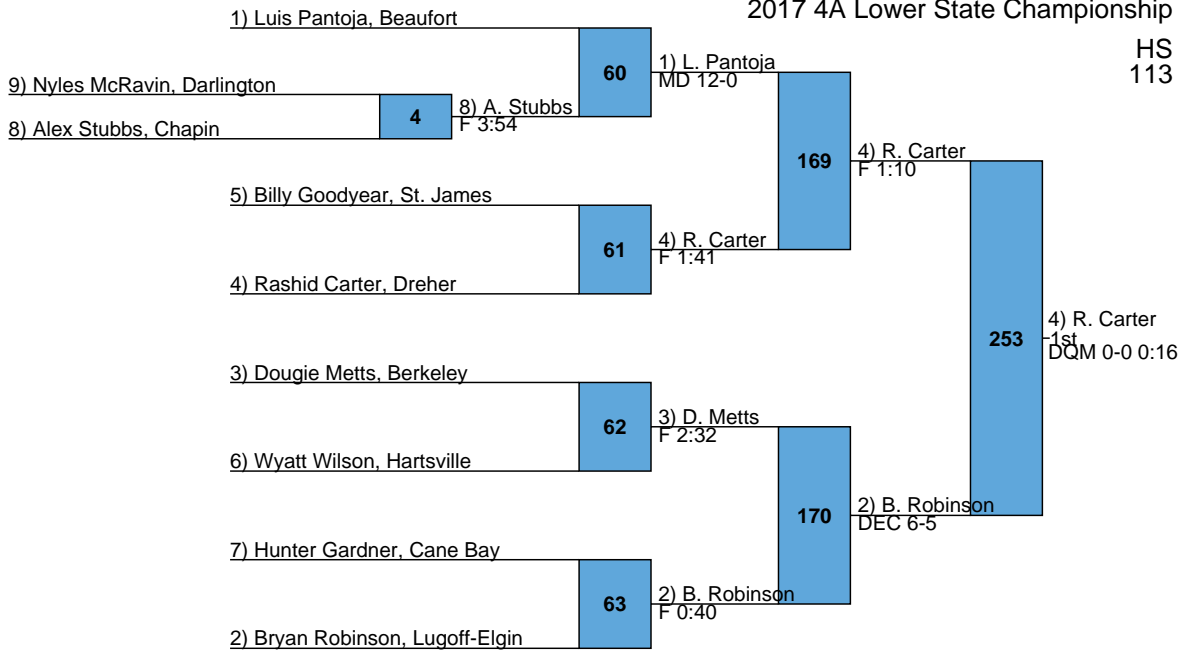 2017 4A Lower State Championship
HS
113
1) Luis Pantoja, Beaufort
9) Nyles McRavin, Darlington
8) Alex Stubbs, Chapin
4
8) A. Stubbs
F 3:54
60
1) L. Pantoja
MD 12-0
5) Billy Goodyear, St. James
4) Rashid Carter, Dreher
61
4) R. Carter
F 1:41
169
4) R. Carter
F 1:10
3) Dougie Metts, Berkeley
6) Wyatt Wilson, Hartsville
62
3) D. Metts
F 2:32
7) Hunter Gardner, Cane Bay
2) Bryan Robinson, Lugoff-Elgin
63
2) B. Robinson
F 0:40
170
2) B. Robinson
DEC 6-5
253
4) R. Carter
1st
DQM 0-0 0:16